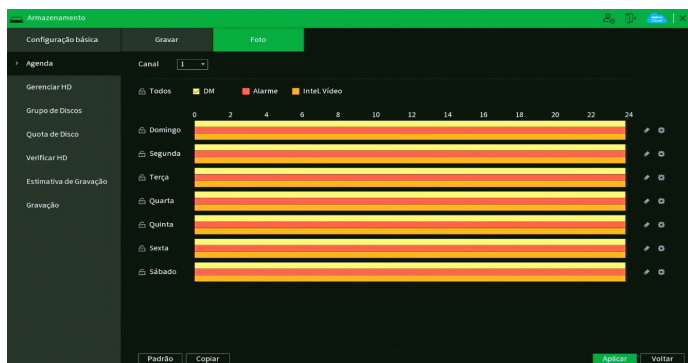 Armazenamento
Configuração básica
Gravar
Foto
Agenda
Canal 1
Gerenciar HD
Todos DM Alarme Intel. Vídeo
Grupo de Discos
0 2 4 6 8 10 12 14 16 18 20 22 24
Domingo
Quota de Disco
Segunda
Verificar HD
Terça
Estimativa de Gravação
Quarta
Gravação
Quinta
Sexta
Sábado
Padrão Copiar Aplicar Voltar